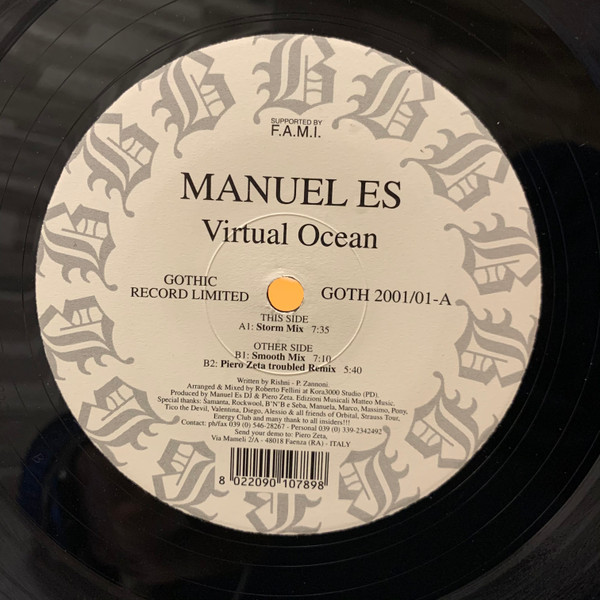 SUPPORTED BY
F.A.M.I.
MANUEL ES
Virtual Ocean
GOTHIC
RECORD LIMITED
GOTH 2001/01-A
THIS SIDE
A1: Storm Mix 7:35
OTHER SIDE
B1: Smooth Mix 7:10
B2: Piero Zeta troubled Remix 5:40
Written by Rishni - P. Zannoni.
Arranged & Mixed by Roberto Fellini at Kora3000 Studio (PD).
Produced by Manuel Es DJ & Piero Zeta. Edizioni Musicali Matteo Music.
Special thanks: Samanta, Rockwool, B'N'B e Seba, Manuela, Marco, Massimo, Pony,
Tico the Devil, Valentina, Diego, Alessio & all friends of Orbital, Strauss Tour,
Energy Club and many thank to all insiders!!!
Contact: ph/fax 039 (0) 546-28267 - Personal 039 (0) 339-2342492
Send your demo to: Piero Zeta,
Via Mameli 2/A - 48018 Faenza (RA) - ITALY
8 022090 107898